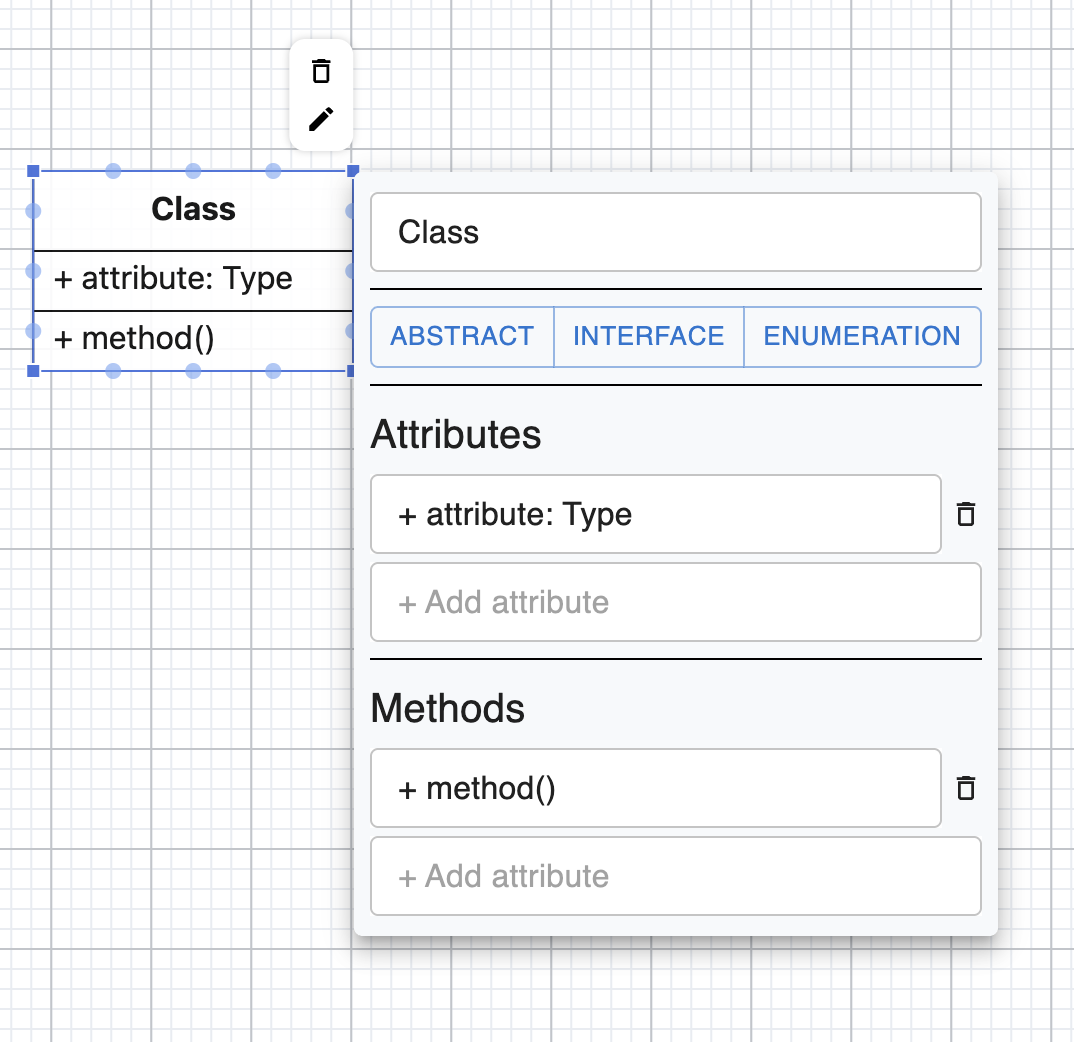 Class
+ attribute: Type
+ method()
Class
ABSTRACT INTERFACE ENUMERATION
Attributes
+ attribute: Type
+ Add attribute
Methods
+ method()
+ Add attribute